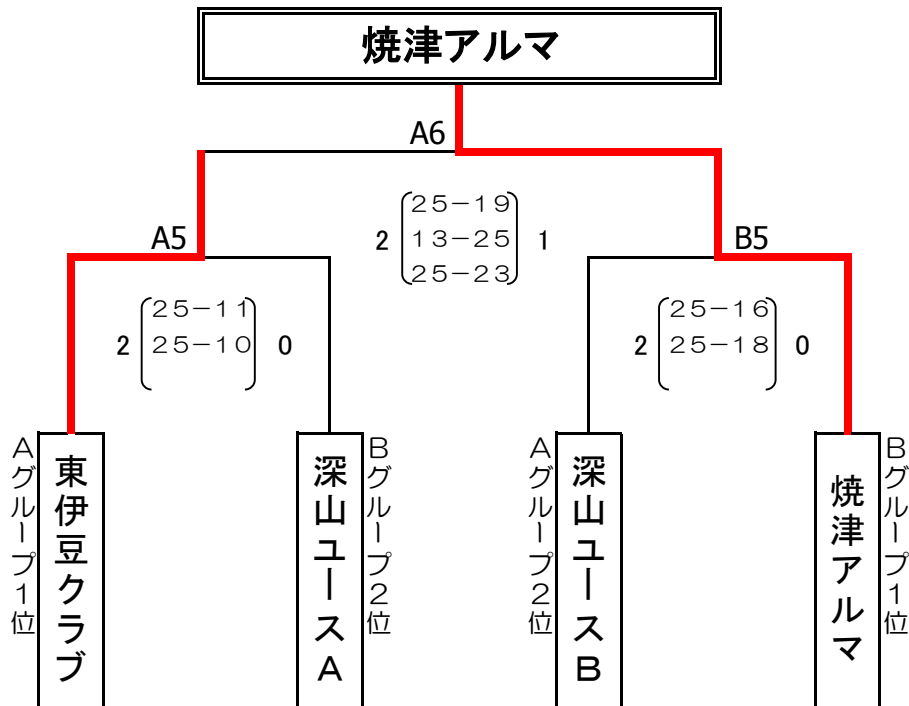 焼津アルマ
A6
A5
B5
2 25－19 1
13－25
25－23
2 25－11 0
25－10
2 25－16 0
25－18
Aグループ1位
東伊豆クラブ
深山ユースA
Bグループ2位
Aグループ2位
深山ユースB
焼津アルマ
Bグループ1位